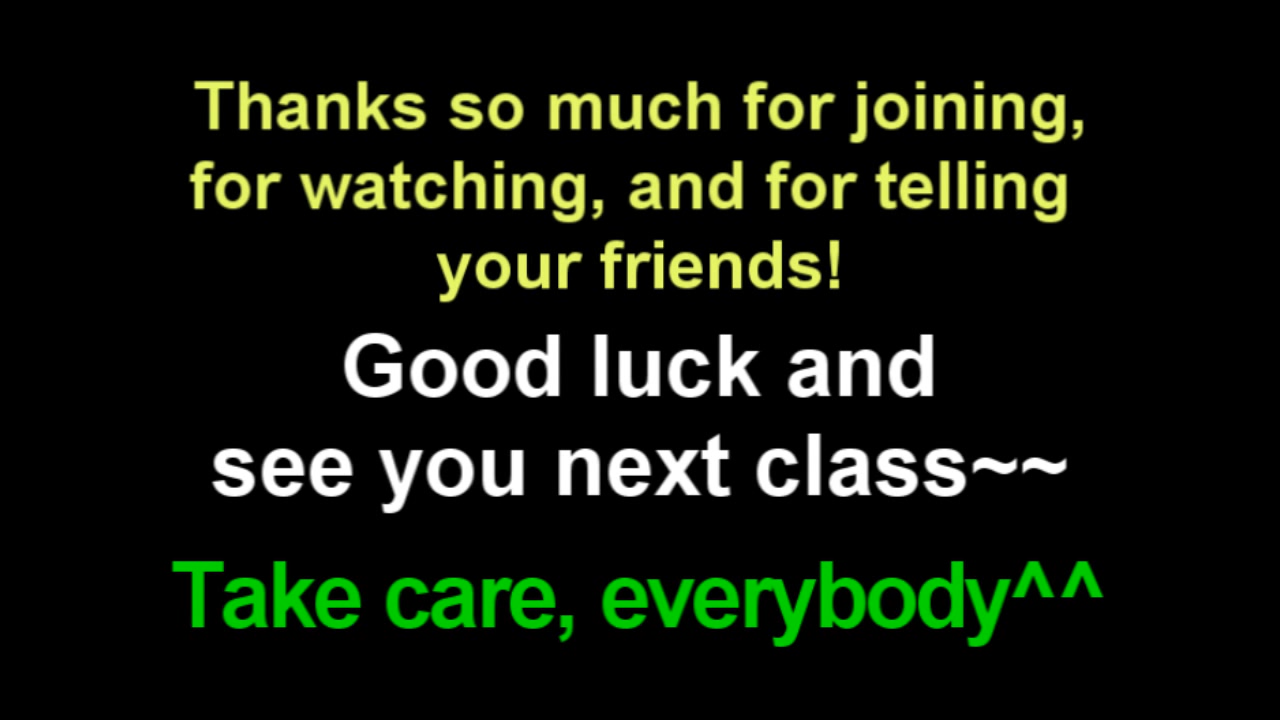 Thanks so much for joining,
for watching, and for telling
your friends!
Good luck and
see you next class~~
Take care, everybody^^